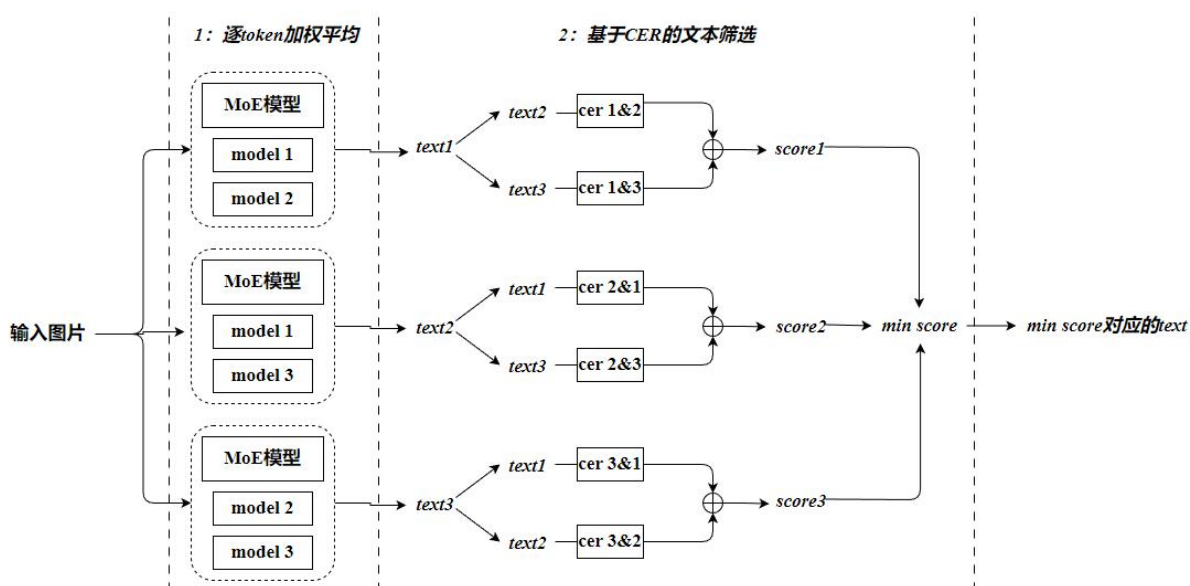 1：逐token加权平均
2：基于CER的文本筛选
输入图片
MoE模型
model 1
model 2
text1
text2
cer 1&2
text3
cer 1&3
score1
MoE模型
model 1
model 3
text2
text1
cer 2&1
text3
cer 2&3
score2
min score
min score对应的text
MoE模型
model 2
model 3
text3
text1
cer 3&1
text2
cer 3&2
score3